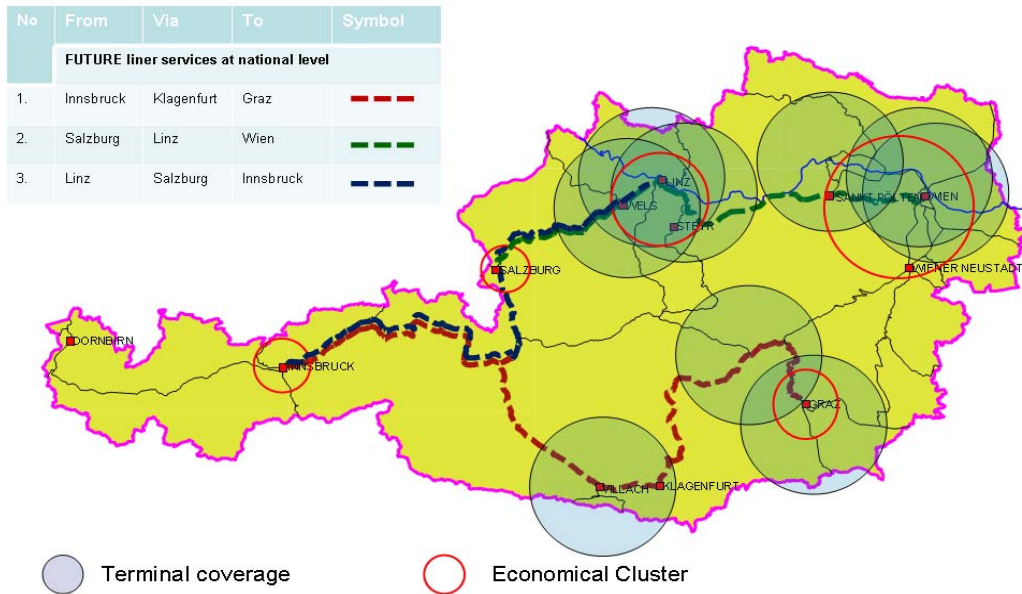 No From Via To Symbol
FUTURE liner services at national level
1. Innsbruck Klagenfurt Graz
2. Salzburg Linz Wien
3. Linz Salzburg Innsbruck
LINZ
WELS
SANKT PÖLTEN
WIEN
STEYR
SALZBURG
WIENER NEUSTADT
DORNBIRN
INNSBRUCK
GRAZ
VILLACH
KLAGENFURT
Terminal coverage
Economical Cluster